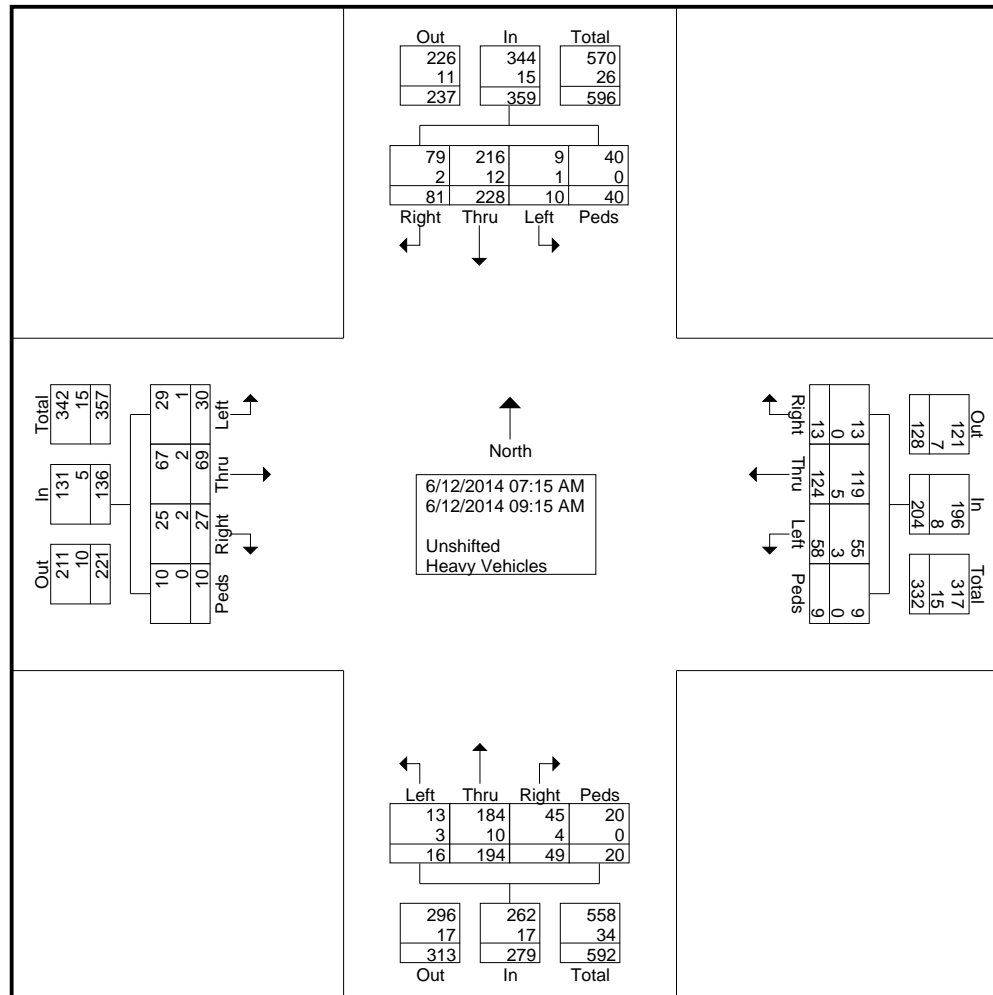 Out In Total
226 344 570
11 15 26
237 359 596
79 216 9 40
2 12 1 0
81 228 10 40
Right Thru Left Peds
Total
342
15
357
In
131
5
136
Out
211
10
221
29 1 30
Left
67 2 69
Thru
25 2 27
Right
10 0 10
Peds
North
6/12/2014 07:15 AM
6/12/2014 09:15 AM
Unshifted
Heavy Vehicles
Right
13 0 13
Thru
119 5 124
Left
55 3 58
Peds
9 0 9
Out
121
7
128
In
196
8
204
Total
317
15
332
Left Thru Right Peds
13 184 45 20
3 10 4 0
16 194 49 20
296 262 558
17 17 34
313 279 592
Out In Total